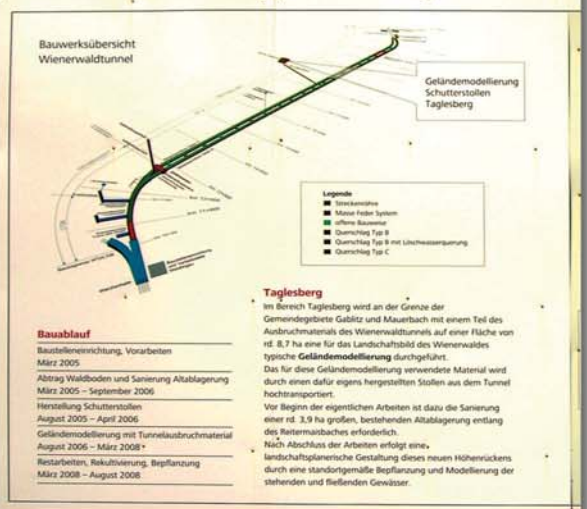 Bauwerksübersicht
Wienerwaldtunnel
Geländemodellierung
Schutterstollen
Taglesberg
Legende
Streckenröhre
Masse Feder System
offene Bauweise
Querschlag Typ B
Querschlag Typ B mit Löschwasserquerung
Querschlag Typ C
Bauablauf
Baustelleneinrichtung, Vorarbeiten
März 2005
Abtrag Waldboden und Sanierung Altablagerung
März 2005 – September 2006
Herstellung Schutterstollen
August 2005 – April 2006
Geländemodellierung mit Tunnelausbruchmaterial
August 2006 – März 2008
Restarbeiten, Rekultivierung, Bepflanzung
März 2008 – August 2008
Taglesberg
Im Bereich Taglesberg wird an der Grenze der
Gemeindegebiete Gablitz und Mauerbach mit einem Teil des
Ausbruchmaterials des Wienerwaldtunnels auf einer Fläche von
rd. 8,7 ha eine für das Landschaftsbild des Wienerwaldes
typische Geländemodellierung durchgeführt.
Das für diese Geländemodellierung verwendete Material wird
durch einen dafür eigens hergestellten Stollen aus dem Tunnel
hochtransportiert.
Vor Beginn der eigentlichen Arbeiten ist dazu die Sanierung
einer rd. 3,9 ha großen, bestehenden Altablagerung entlang
des Reitermaisbaches erforderlich.
Nach Abschluss der Arbeiten erfolgt eine
landschaftsplanerische Gestaltung dieses neuen Höhenrückens
durch eine standortgemäße Bepflanzung und Modellierung der
stehenden und fließenden Gewässer.